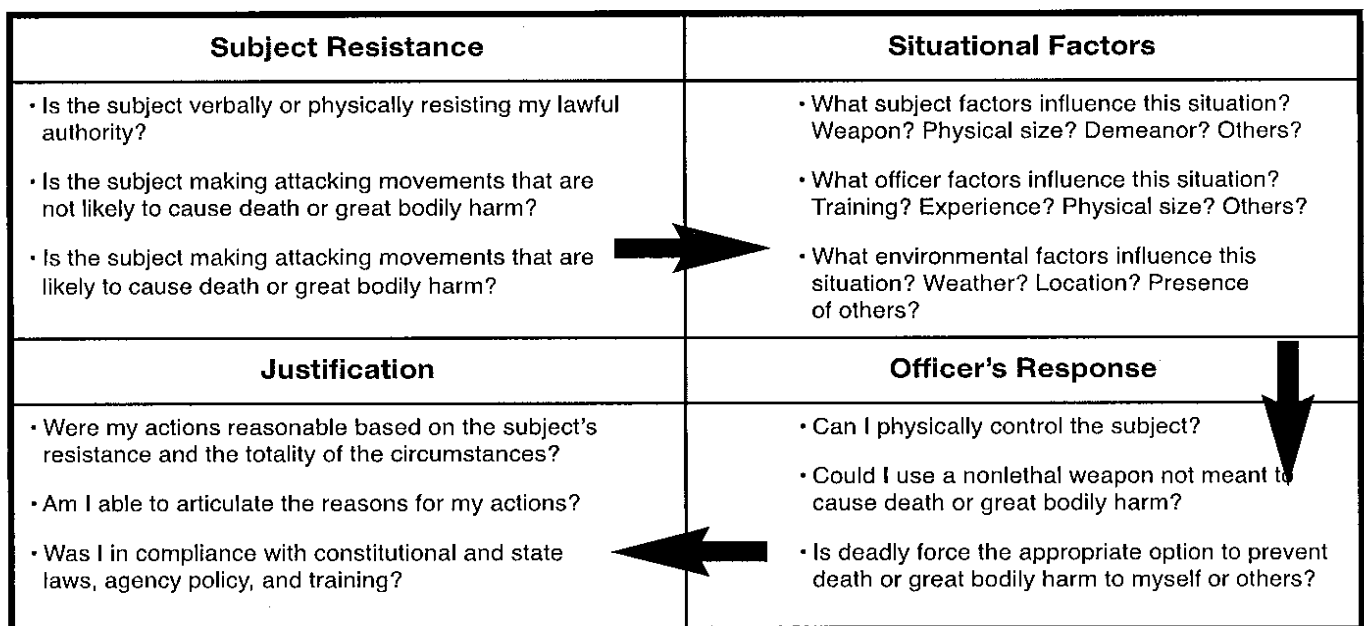 Subject Resistance
• Is the subject verbally or physically resisting my lawful
authority?
• Is the subject making attacking movements that are
not likely to cause death or great bodily harm?
• Is the subject making attacking movements that are
likely to cause death or great bodily harm?
Situational Factors
• What subject factors influence this situation?
Weapon? Physical size? Demeanor? Others?
• What officer factors influence this situation?
Training? Experience? Physical size? Others?
• What environmental factors influence this
situation? Weather? Location? Presence
of others?
Justification
• Were my actions reasonable based on the subject's
resistance and the totality of the circumstances?
• Am I able to articulate the reasons for my actions?
• Was I in compliance with constitutional and state
laws, agency policy, and training?
Officer's Response
• Can I physically control the subject?
• Could I use a nonlethal weapon not meant to
cause death or great bodily harm?
• Is deadly force the appropriate option to prevent
death or great bodily harm to myself or others?